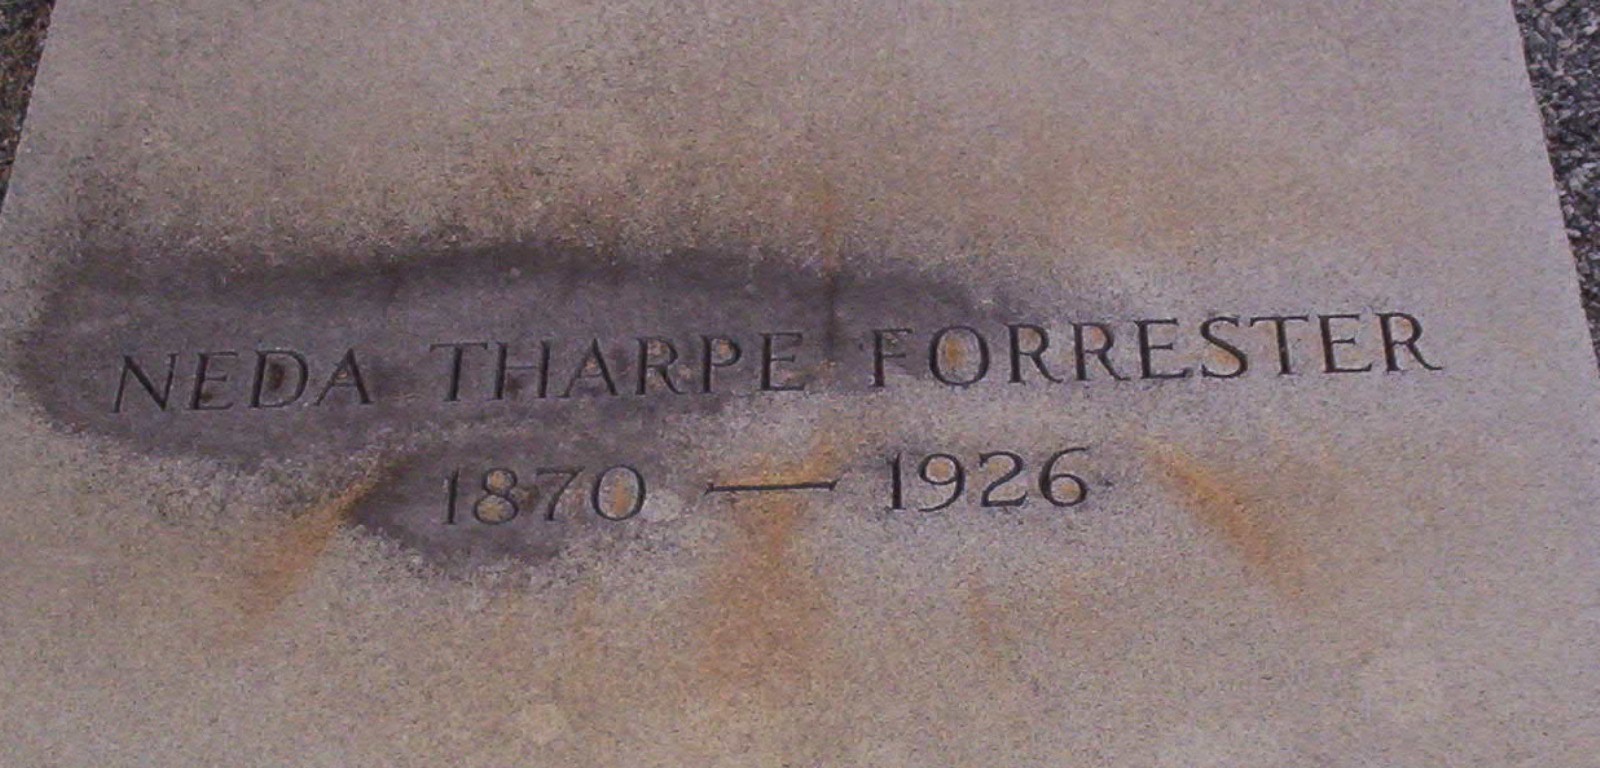 NEDA THARPE FORRESTER
1870 — 1926